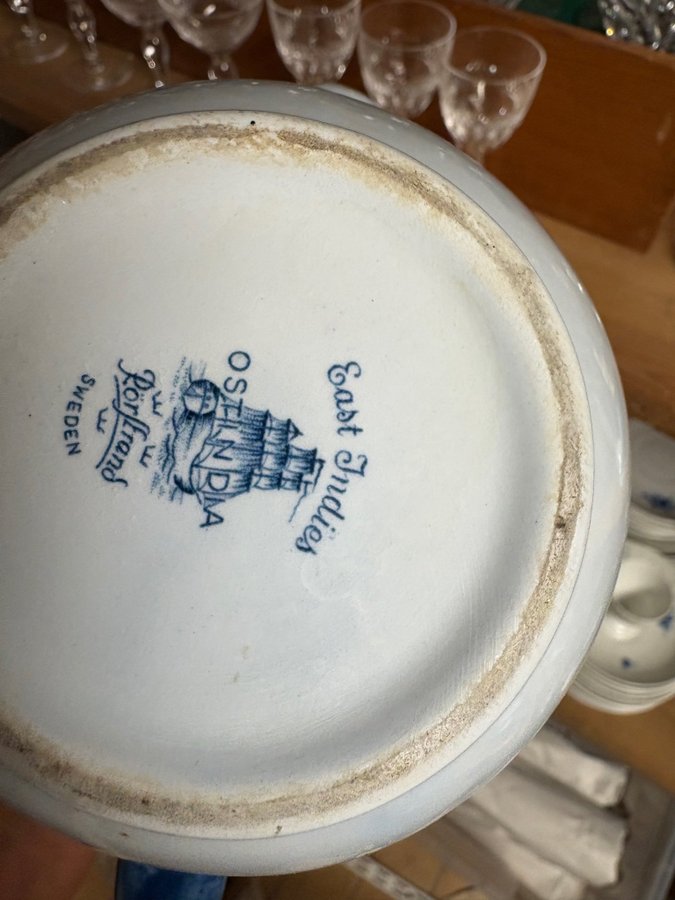 East Indies
OSTINDIA
Rörstrand
SWEDEN